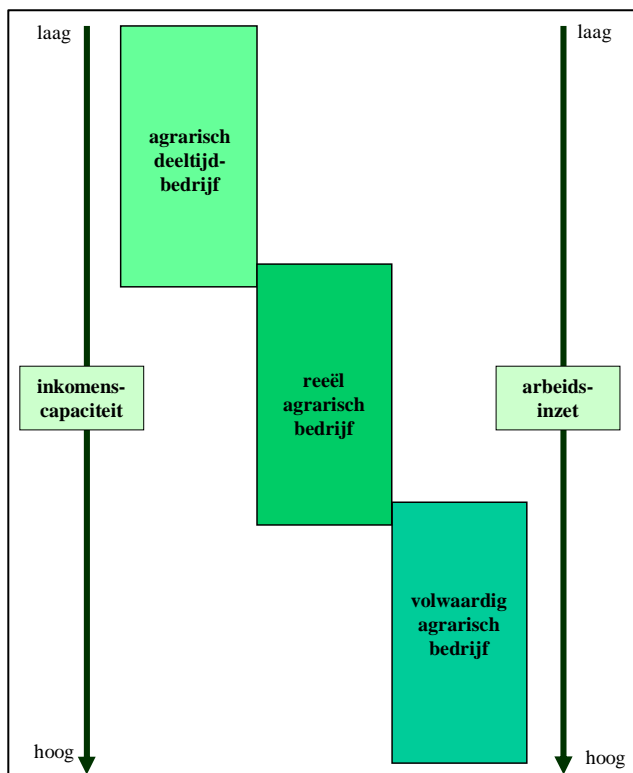 laag
laag
agrarisch
deeltijd-
bedrijf
inkomens-
capaciteit
reeël
agrarisch
bedrijf
arbeids-
inzet
volwaardig
agrarisch
bedrijf
hoog
hoog